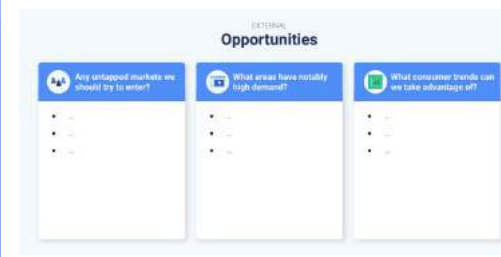 EXTERNAL
Opportunities
Any untapped markets we
should try to enter?
What areas have notably
high demand?
What consumer trends can
we take advantage of?